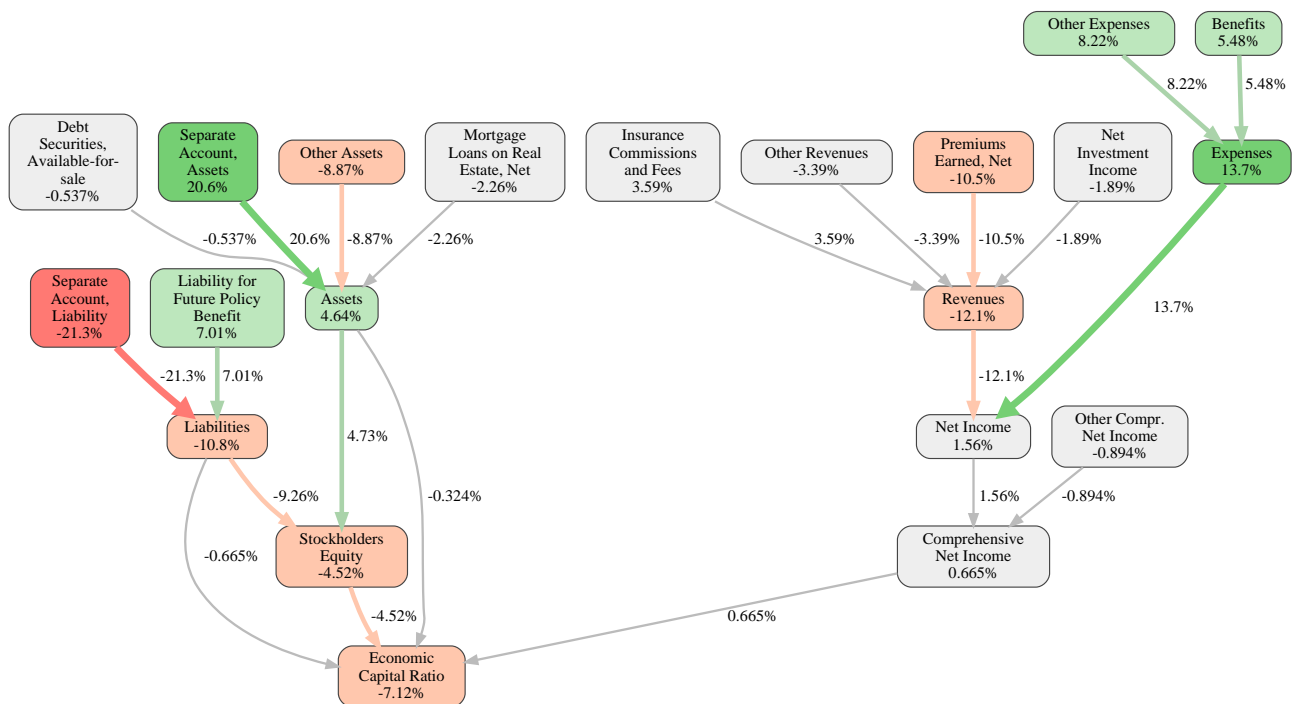 Other Expenses
8.22%
Benefits
5.48%
8.22%
5.48%
Debt
Securities,
Available-for-
sale
-0.537%
Separate
Account,
Assets
20.6%
Other Assets
-8.87%
Mortgage
Loans on Real
Estate, Net
-2.26%
Insurance
Commissions
and Fees
3.59%
Other Revenues
-3.39%
Premiums
Earned, Net
-10.5%
Net
Investment
Income
-1.89%
Expenses
13.7%
-0.537%
20.6%
-8.87%
-2.26%
3.59%
-3.39%
-10.5%
-1.89%
Separate
Account,
Liability
-21.3%
Liability for
Future Policy
Benefit
7.01%
Assets
4.64%
Revenues
-12.1%
13.7%
-21.3%
7.01%
-12.1%
Liabilities
-10.8%
4.73%
Net Income
1.56%
Other Compr.
Net Income
-0.894%
-9.26%
-0.324%
1.56%
-0.894%
-0.665%
Stockholders
Equity
-4.52%
Comprehensive
Net Income
0.665%
-4.52%
0.665%
Economic
Capital Ratio
-7.12%